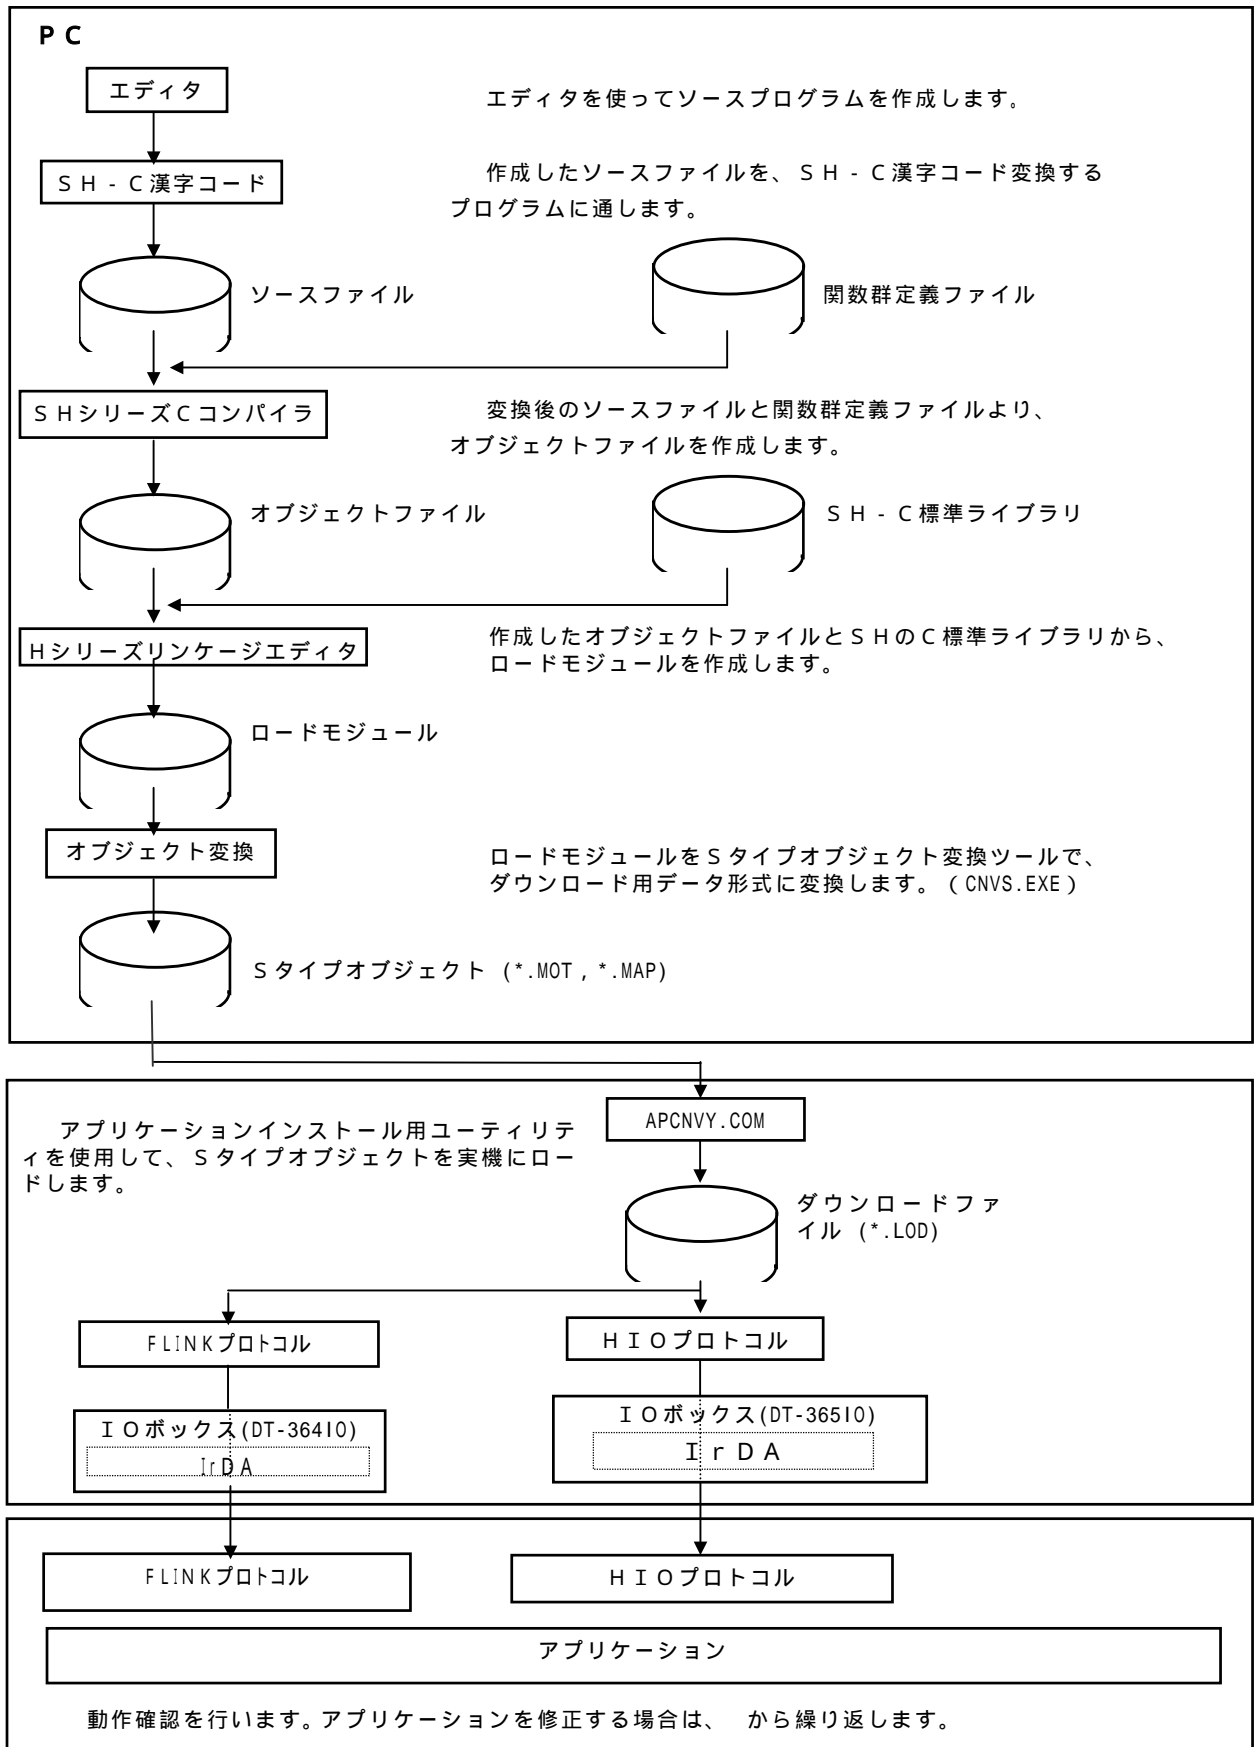 ＰＣ
エディタ
エディタを使ってソースプログラムを作成します。
ＳＨ‐Ｃ漢字コード
作成したソースファイルを、ＳＨ‐Ｃ漢字コード変換する
プログラムに通します。
ソースファイル
関数群定義ファイル
ＳＨシリーズＣコンパイラ
変換後のソースファイルと関数群定義ファイルより、
オブジェクトファイルを作成します。
オブジェクトファイル
ＳＨ‐Ｃ標準ライブラリ
Ｈシリーズリンケージエディタ
作成したオブジェクトファイルとＳＨのＣ標準ライブラリから、
ロードモジュールを作成します。
ロードモジュール
オブジェクト変換
ロードモジュールをＳタイプオブジェクト変換ツールで、
ダウンロード用データ形式に変換します。（CNVS.EXE）
Ｓタイプオブジェクト (*.MOT , *.MAP)
APCNVY.COM
アプリケーションインストール用ユーティリテ
ィを使用して、Ｓタイプオブジェクトを実機にロー
ドします。
ダウンロードファ
イル (*.LOD)
FLINKプロトコル
ＨＩＯプロトコル
ＩＯボックス(DT-364IO)
IrDA
ＩＯボックス(DT-365IO)
ＩｒＤＡ
FLINKプロトコル
ＨＩＯプロトコル
アプリケーション
動作確認を行います。アプリケーションを修正する場合は、　から繰り返します。